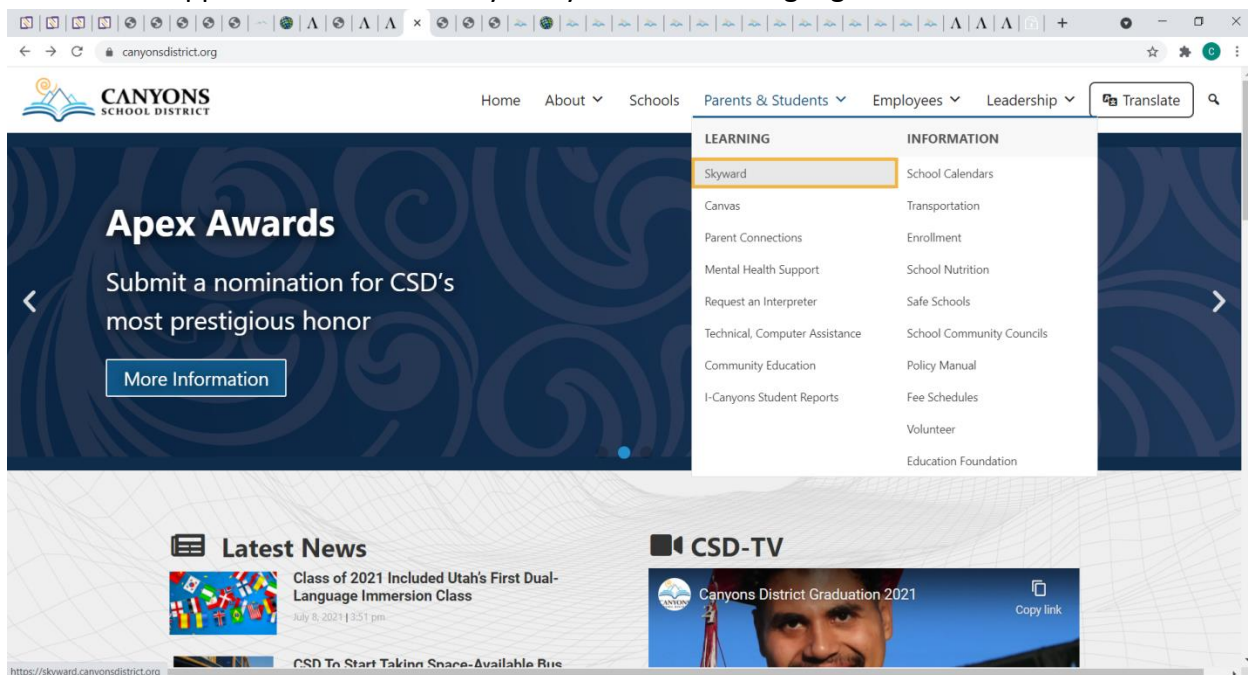 canyonsdistrict.org
CANYONS
SCHOOL DISTRICT
Home About Schools Parents & Students Employees Leadership Translate
LEARNING
Skyward
Canvas
Parent Connections
Mental Health Support
Request an Interpreter
Technical, Computer Assistance
Community Education
I-Canyons Student Reports
INFORMATION
School Calendars
Transportation
Enrollment
School Nutrition
Safe Schools
School Community Councils
Policy Manual
Fee Schedules
Volunteer
Education Foundation
Apex Awards
Submit a nomination for CSD's
most prestigious honor
More Information
Latest News
Class of 2021 Included Utah's First Dual-
Language Immersion Class
July 8, 2021 | 3:51 pm
CSD To Start Taking Space-Available Bus
CSD-TV
CANYONS
Canyons District Graduation 2021
Copy link
https://skyward.canyonsdistrict.org